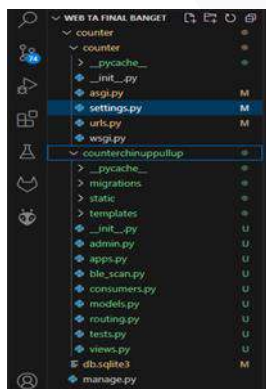 WEB TA FINAL BANGET
counter
counter
__pycache__
__init__.py
asgi.py M
settings.py
urls.py M
wsgi.py
counterchinuppullup
__pycache__
migrations
static
templates
__init__.py U
admin.py U
apps.py U
ble_scan.py U
consumers.py U
models.py U
routing.py U
tests.py U
views.py U
db.sqlite3 M
manage.py